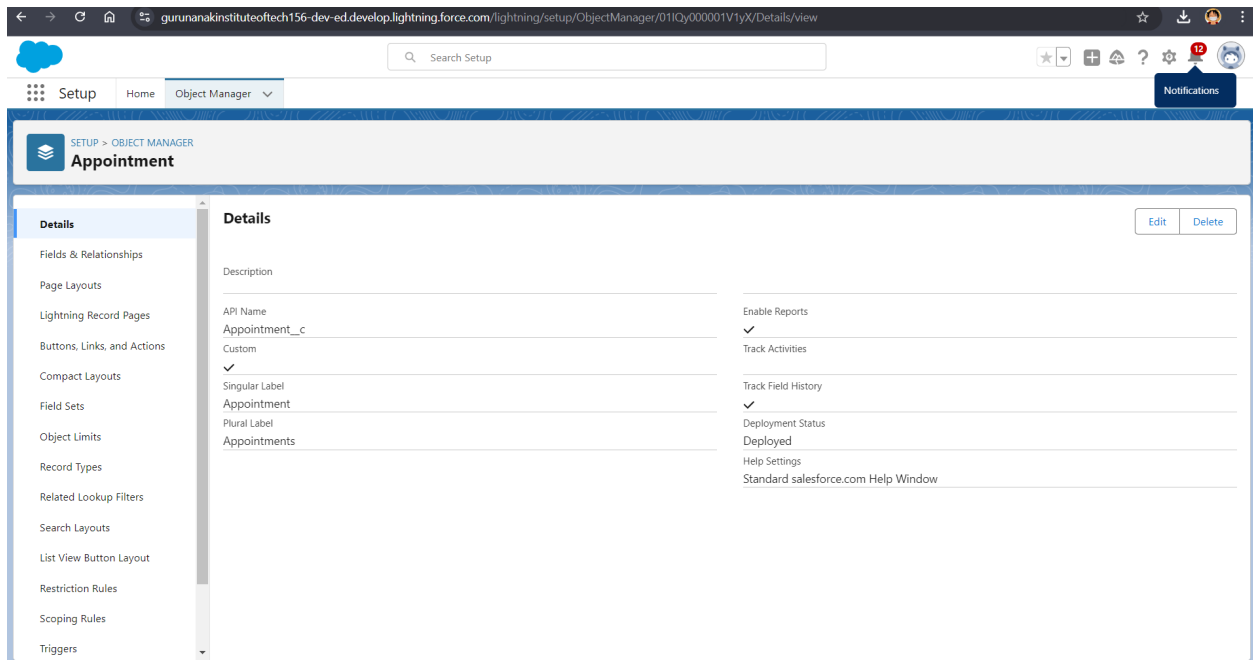 gurunanakinstituteoftech156-dev-ed.develop.lightning.force.com/lightning/setup/ObjectManager/01IQy000001V1yX/Details/view
Search Setup
12
Setup
Home
Object Manager
Notifications
SETUP > OBJECT MANAGER
Appointment
Details
Fields & Relationships
Page Layouts
Lightning Record Pages
Buttons, Links, and Actions
Compact Layouts
Field Sets
Object Limits
Record Types
Related Lookup Filters
Search Layouts
List View Button Layout
Restriction Rules
Scoping Rules
Triggers
Details
Edit
Delete
Description
API Name
Appointment__c
Custom
Singular Label
Appointment
Plural Label
Appointments
Enable Reports
Track Activities
Track Field History
Deployment Status
Deployed
Help Settings
Standard salesforce.com Help Window